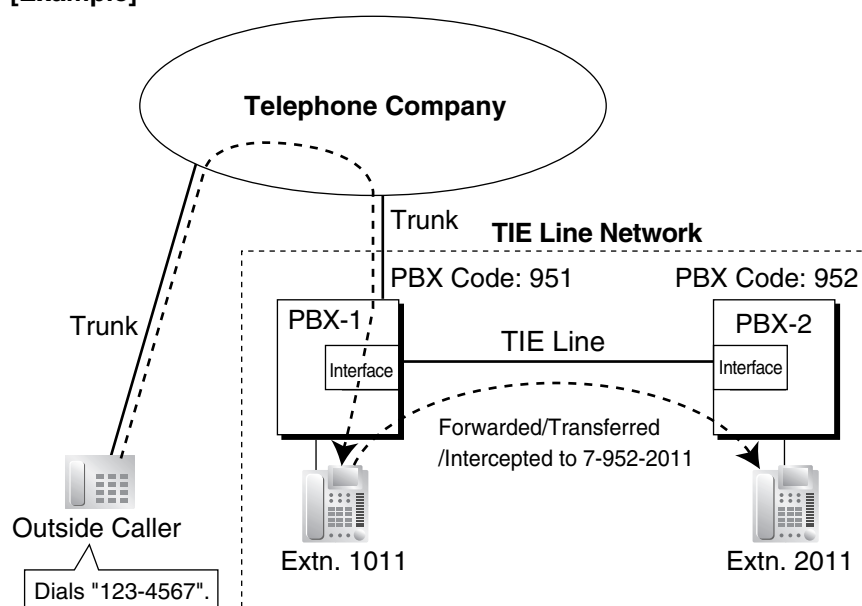 [Example]
Telephone Company
Trunk
TIE Line Network
PBX Code: 951
PBX Code: 952
Trunk
PBX-1
TIE Line
PBX-2
Interface
Interface
Forwarded/Transferred
/Intercepted to 7-952-2011
Outside Caller
Extn. 1011
Extn. 2011
Dials "123-4567".